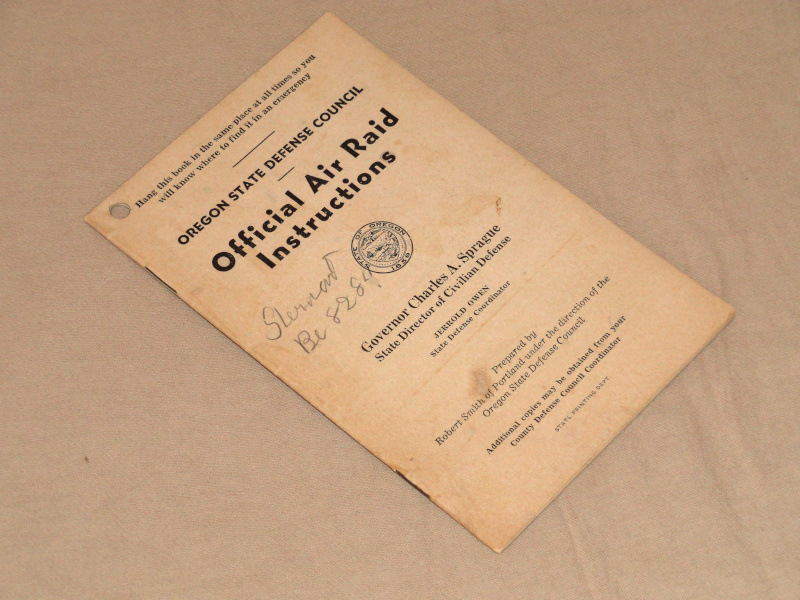 Hang this book in the same place at all times so you
will know where to find it in an emergency
OREGON STATE DEFENSE COUNCIL
Official Air Raid
Instructions
STATE OF OREGON
1859
Be 8284
Governor Charles A. Sprague
State Director of Civilian Defense
JERROLD OWEN
State Defense Coordinator
Prepared by
Robert Smith of Portland under the direction of the
Oregon State Defense Council
Additional copies may be obtained from your
County Defense Council Coordinator
STATE PRINTING DEPT.